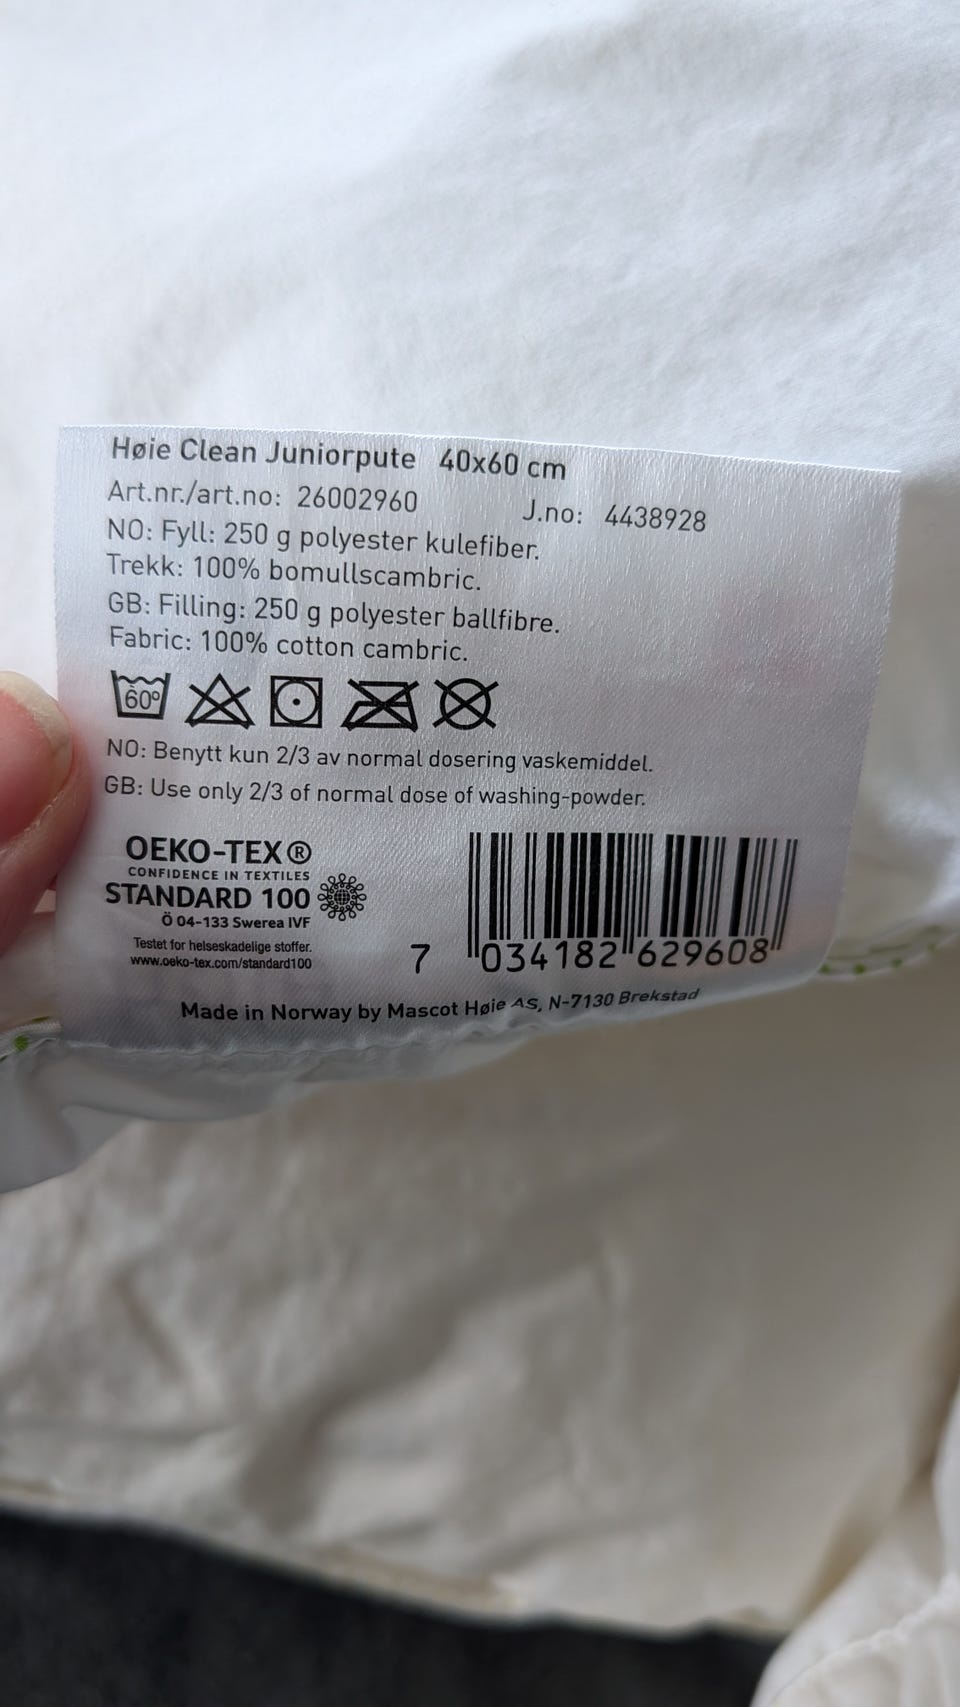 Høie Clean Juniorpute 40x60 cm
Art.nr./art.no: 26002960 J.no: 4438928
NO: Fyll: 250 g polyester kulefiber.
Trekk: 100% bomullscambric.
GB: Filling: 250 g polyester ballfibre.
Fabric: 100% cotton cambric.
60°
NO: Benytt kun 2/3 av normal dosering vaskemiddel.
GB: Use only 2/3 of normal dose of washing-powder.
OEKO-TEX®
CONFIDENCE IN TEXTILES
STANDARD 100
Ö 04-133 Swerea IVF
Testet for helseskadelige stoffer.
www.oeko-tex.com/standard100
7 034182 629608
Made in Norway by Mascot Høie AS, N-7130 Brekstad